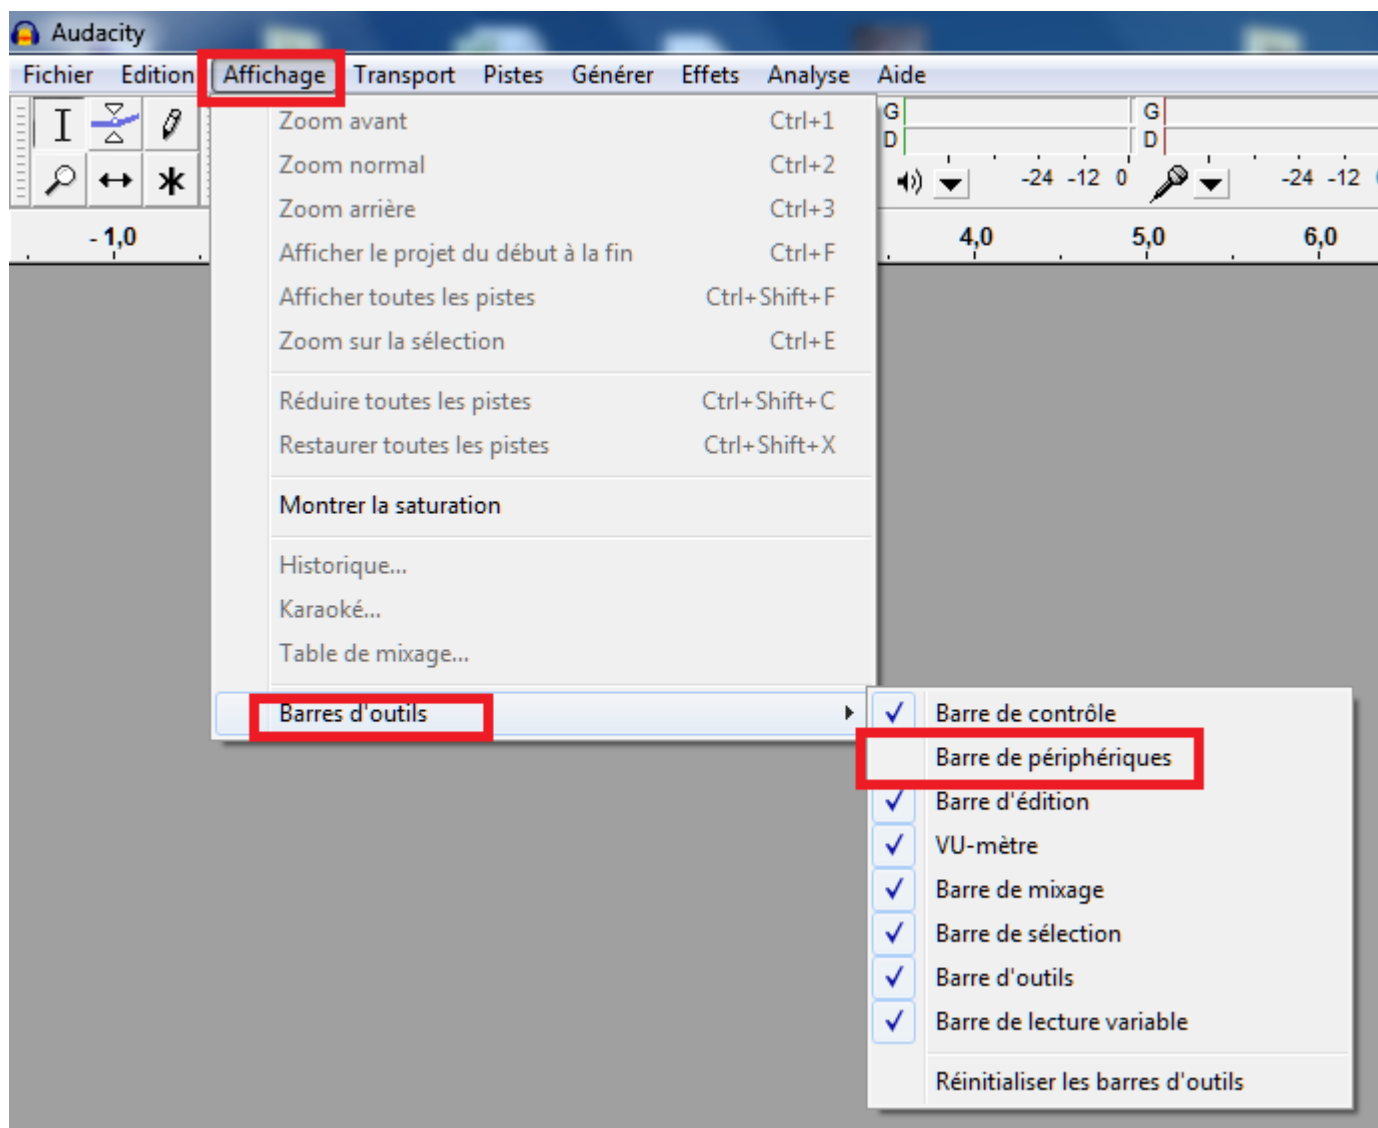 Audacity
Fichier Edition Affichage Transport Pistes Générer Effets Analyse Aide
G G
D D
-24 -12 0 -24 -12
- 1,0 4,0 5,0 6,0
Zoom avant Ctrl+1
Zoom normal Ctrl+2
Zoom arrière Ctrl+3
Afficher le projet du début à la fin Ctrl+F
Afficher toutes les pistes Ctrl+Shift+F
Zoom sur la sélection Ctrl+E
Réduire toutes les pistes Ctrl+Shift+C
Restaurer toutes les pistes Ctrl+Shift+X
Montrer la saturation
Historique...
Karaoké...
Table de mixage...
Barres d'outils
Barre de contrôle
Barre de périphériques
Barre d'édition
VU-mètre
Barre de mixage
Barre de sélection
Barre d'outils
Barre de lecture variable
Réinitialiser les barres d'outils